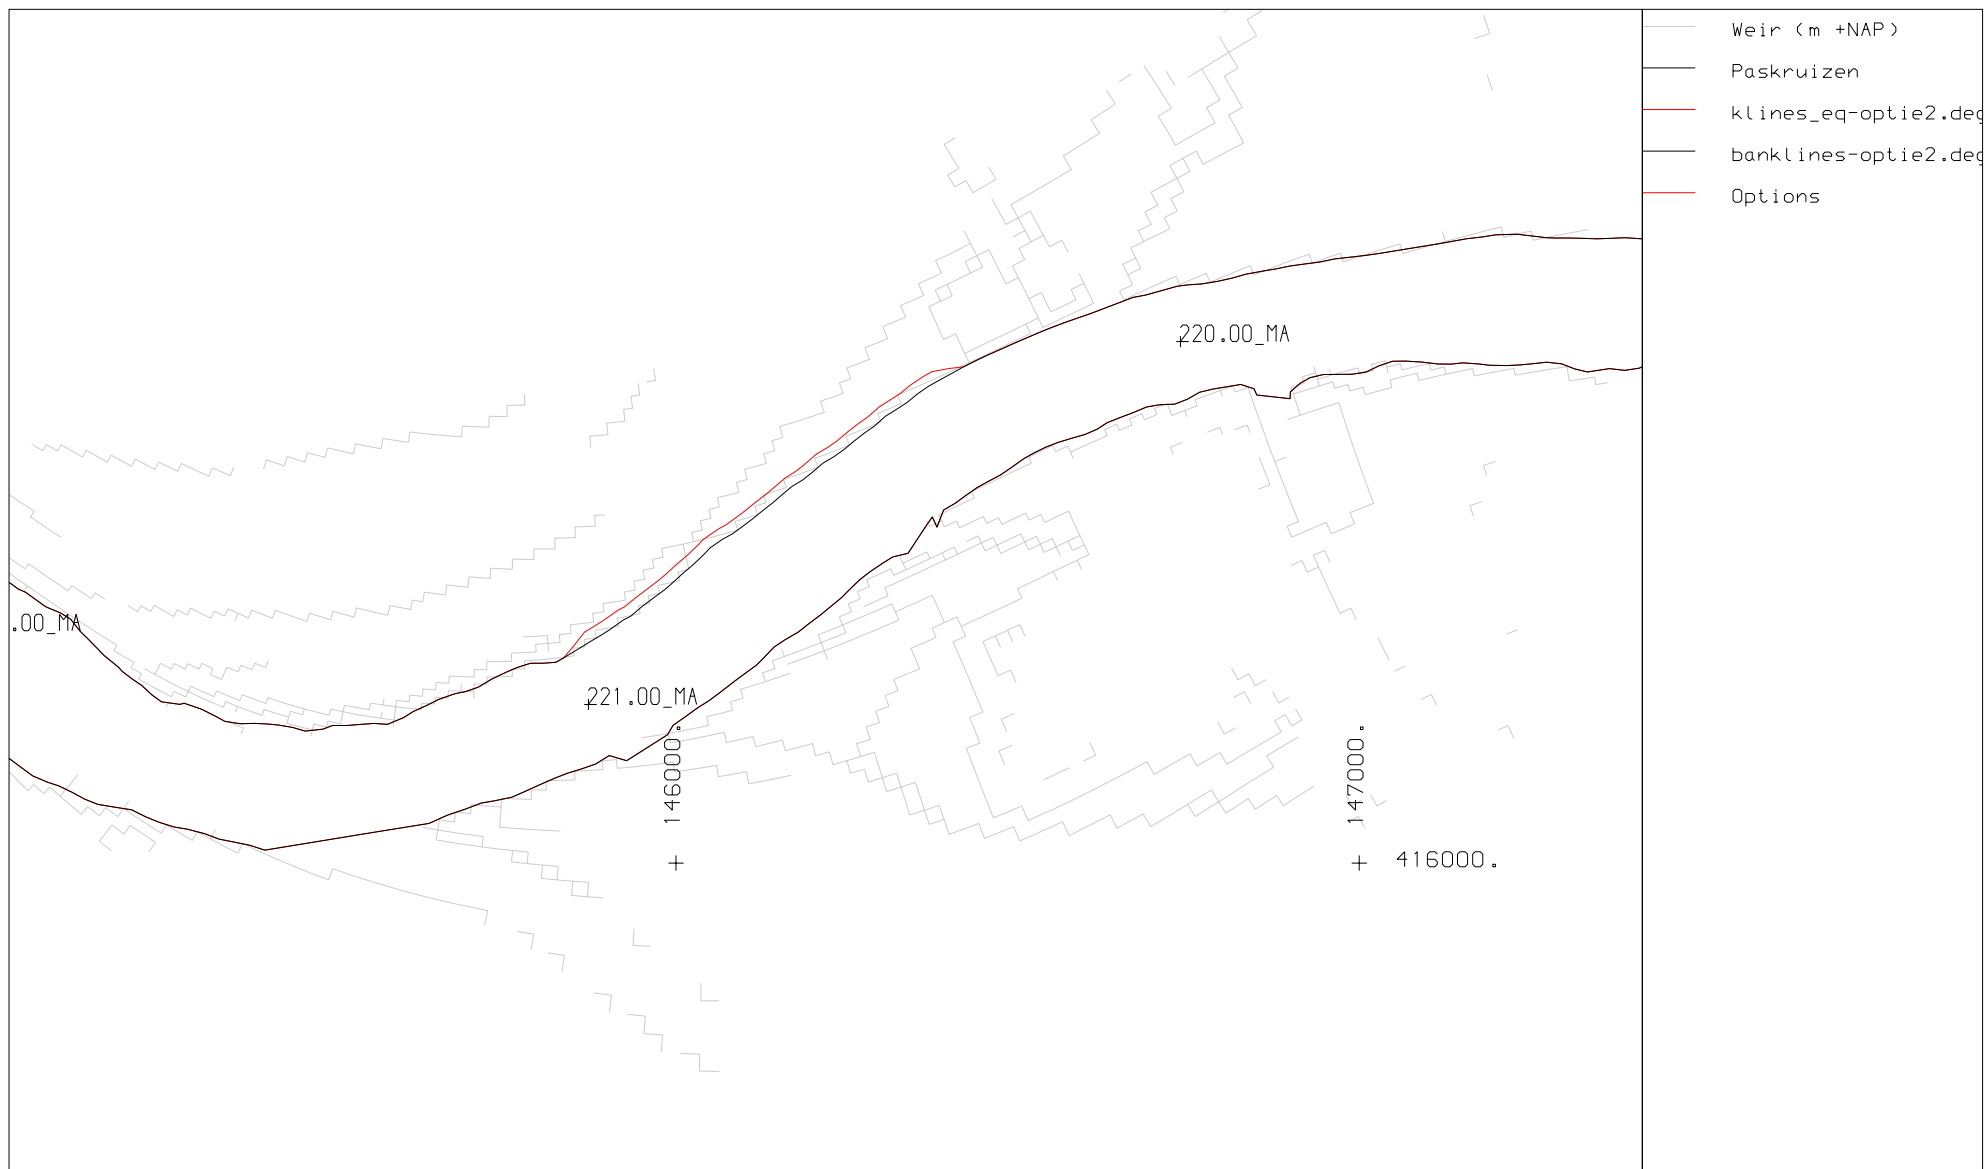 Weir (m +NAP)
Paskruizen
klines_eq-optie2.deg
banklines-optie2.deg
Options
220.00_MA
.00_MA
221.00_MA
146000.
147000.
416000.